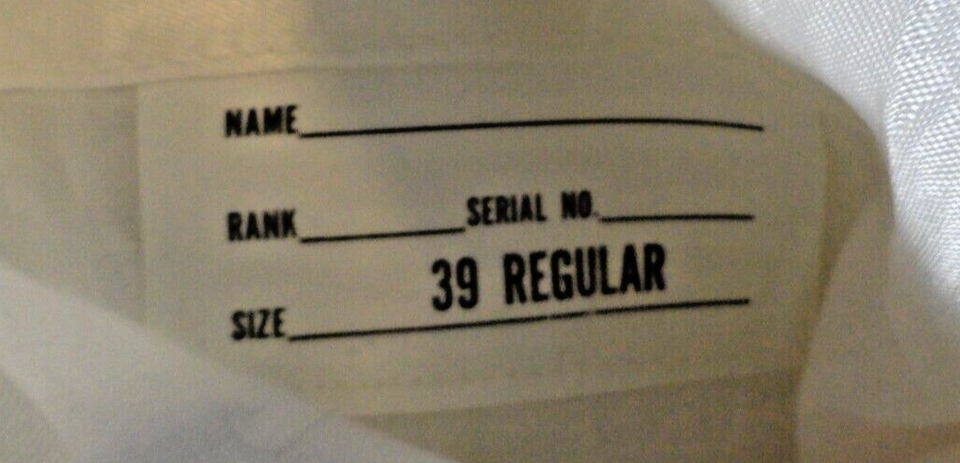 NAME
RANK SERIAL NO.
39 REGULAR
SIZE